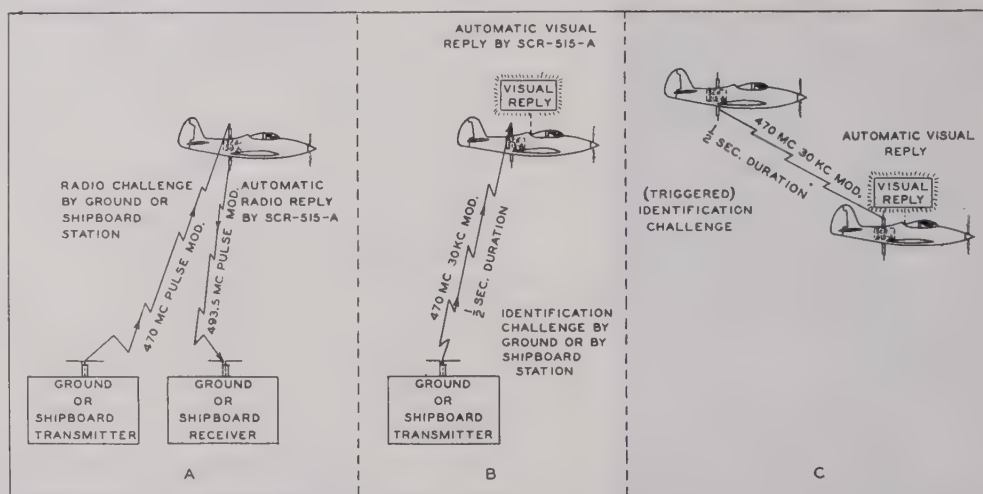 RADIO CHALLENGE
BY GROUND OR
SHIPBOARD
STATION
470 MC PULSE MOD.
493.5 MC PULSE MOD.
AUTOMATIC
RADIO REPLY
BY SCR-515-A
GROUND
OR
SHIPBOARD
TRANSMITTER
GROUND
OR
SHIPBOARD
RECEIVER
A
AUTOMATIC VISUAL
REPLY BY SCR-515-A
VISUAL
REPLY
470 MC 30KC MOD.
1/2 SEC. DURATION
IDENTIFICATION
CHALLENGE BY
GROUND OR BY
SHIPBOARD
STATION
GROUND
OR
SHIPBOARD
TRANSMITTER
B
470 MC 30 KC MOD.
1/2 SEC. DURATION
(TRIGGERED)
IDENTIFICATION
CHALLENGE
AUTOMATIC VISUAL
REPLY
VISUAL
REPLY
C